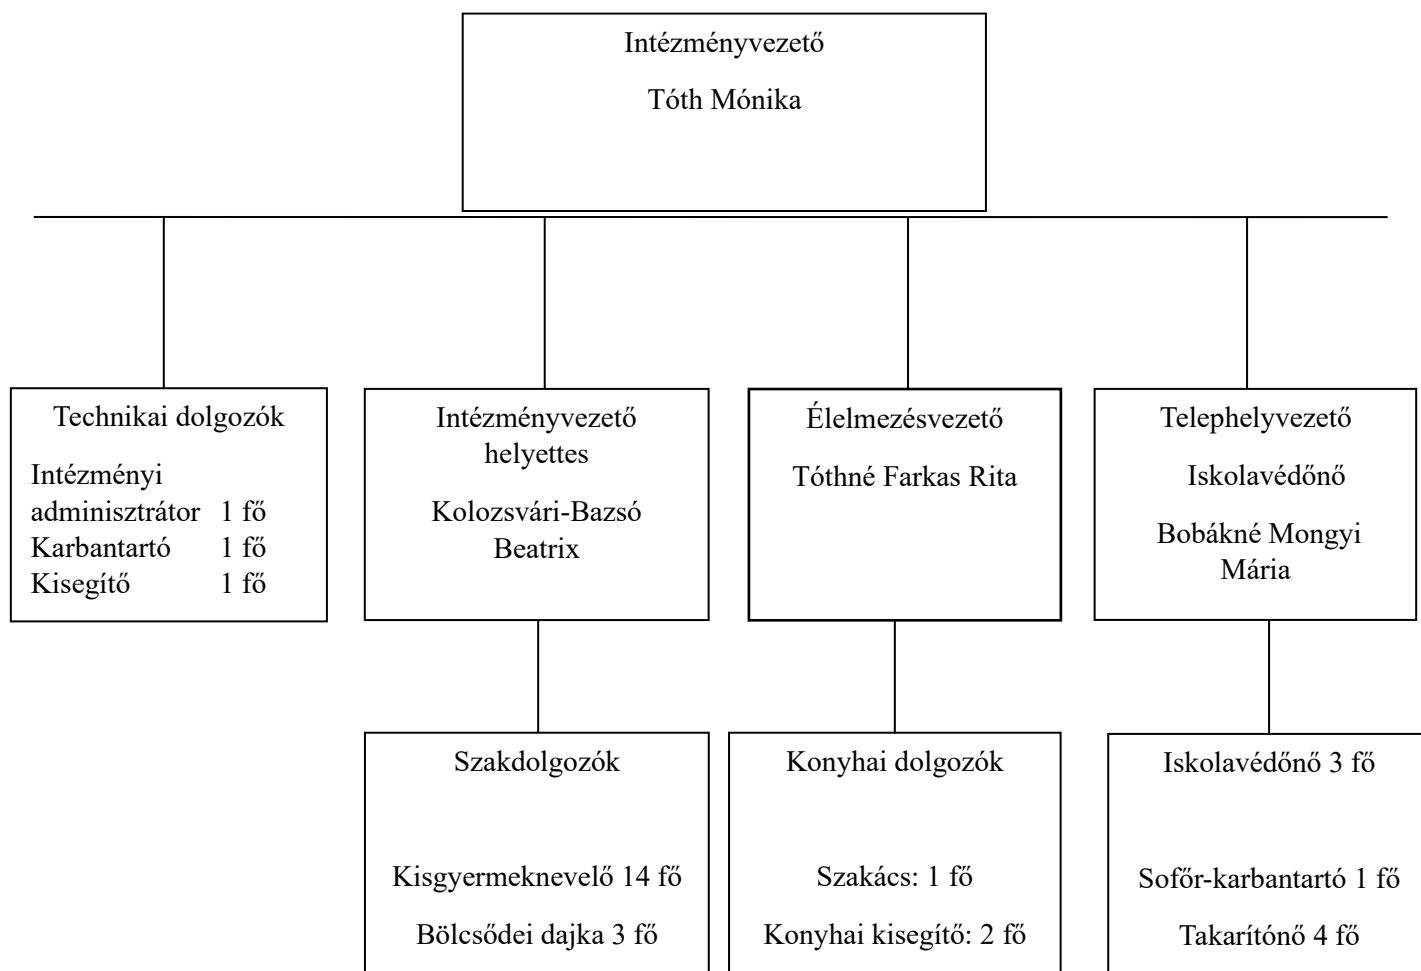 Intézményvezető
Tóth Mónika
Technikai dolgozók
Intézményi
adminisztrátor 1 fő
Karbantartó 1 fő
Kisegítő 1 fő
Intézményvezető
helyettes
Kolozsvári-Bazsó
Beatrix
Élelmezésvezető
Tóthné Farkas Rita
Telephelyvezető
Iskolavédőnő
Bobákné Mongyi
Mária
Szakdolgozók
Kisgyermeknevelő 14 fő
Bölcsődei dajka 3 fő
Konyhai dolgozók
Szakács: 1 fő
Konyhai kisegítő: 2 fő
Iskolavédőnő 3 fő
Sofőr-karbantartó 1 fő
Takarítónő 4 fő